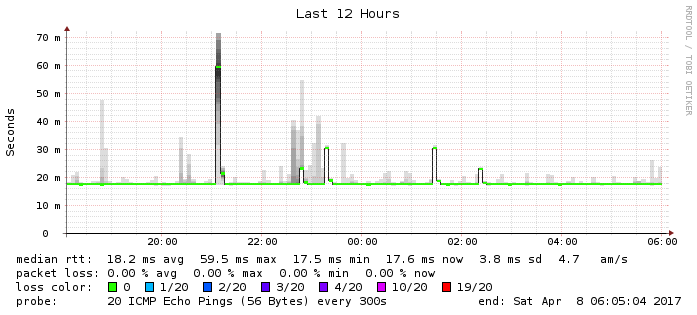 Last 12 Hours
RRDTOOL / TOBI OETIKER
Seconds
70 m
60 m
50 m
40 m
30 m
20 m
10 m
0
20:00 22:00 00:00 02:00 04:00 06:00
median rtt: 18.2 ms avg 59.5 ms max 17.5 ms min 17.6 ms now 3.8 ms sd 4.7 am/s
packet loss: 0.00 % avg 0.00 % max 0.00 % min 0.00 % now
loss color: 0 1/20 2/20 3/20 4/20 10/20 19/20
probe: 20 ICMP Echo Pings (56 Bytes) every 300s end: Sat Apr 8 06:05:04 2017